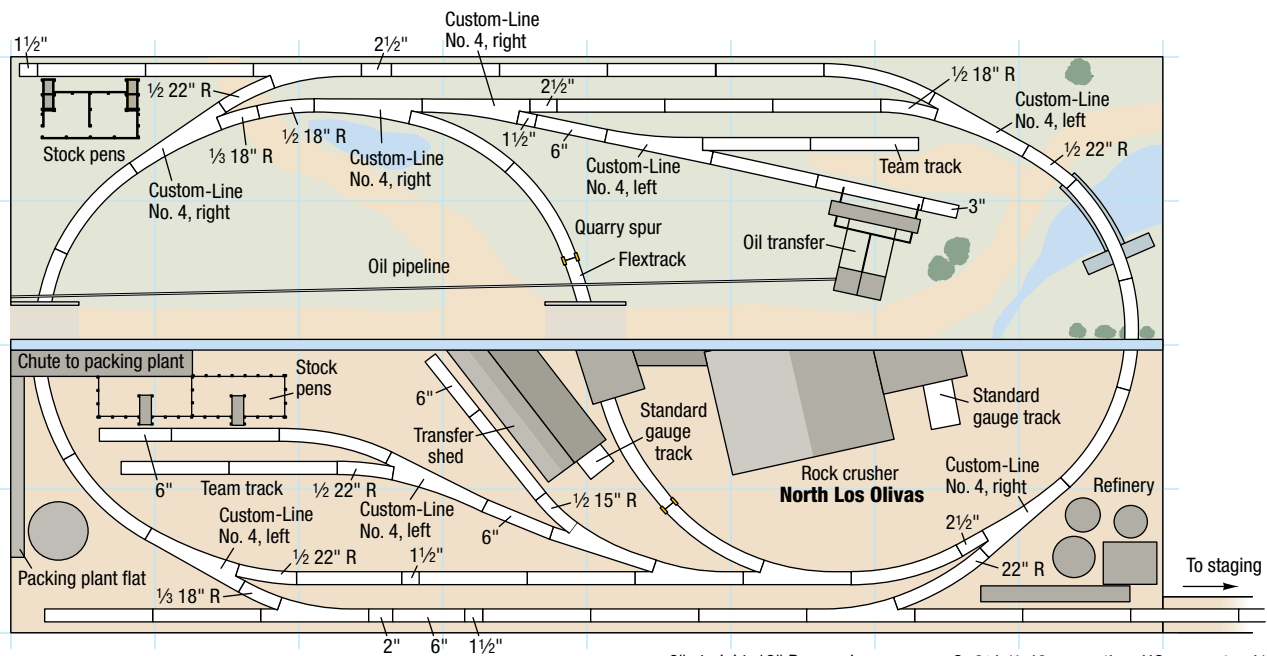 Custom-Line
No. 4, right
1½"
2½"
½ 22" R
2½"
½ 18" R
Custom-Line
No. 4, left
½ 18" R
⅓ 18" R
Custom-Line
No. 4, right
1½"
6"
Custom-Line
No. 4, left
Team track
½ 22" R
Stock pens
Custom-Line
No. 4, right
3"
Quarry spur
Flextrack
Oil transfer
Oil pipeline
Chute to packing plant
Stock
pens
6"
Transfer
shed
Standard
gauge
track
Standard
gauge track
Rock crusher
North Los Olivas
Custom-Line
No. 4, right
Refinery
6"
Team track
½ 22" R
Custom-Line
No. 4, left
½ 15" R
Custom-Line
No. 4, left
6"
2½"
½ 22" R
1½"
22" R
To staging
Packing plant flat
⅓ 18" R
2"
6"
1½"